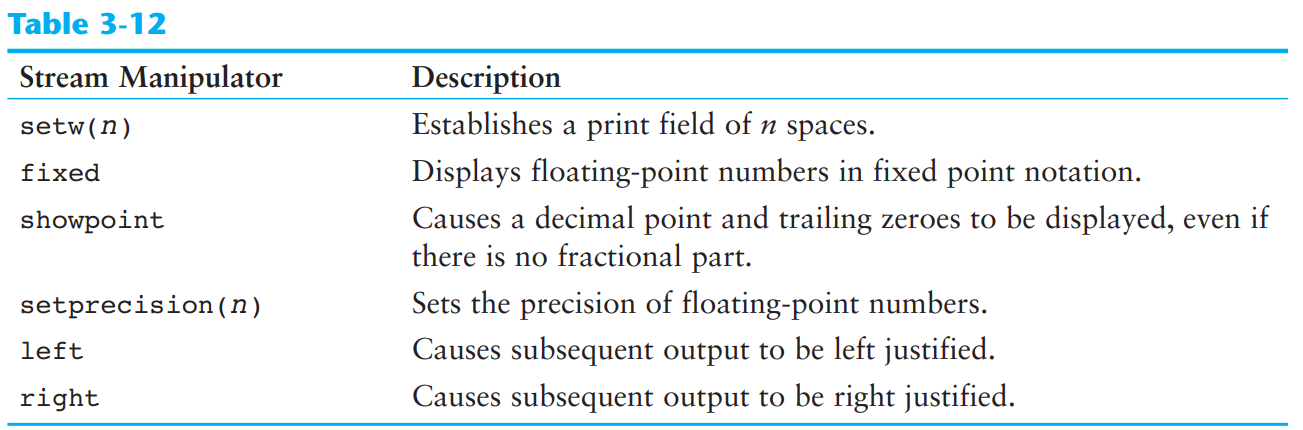 Table 3-12
Stream Manipulator Description
setw(n) Establishes a print field of n spaces.
fixed Displays floating-point numbers in fixed point notation.
showpoint Causes a decimal point and trailing zeroes to be displayed, even if
there is no fractional part.
setprecision(n) Sets the precision of floating-point numbers.
left Causes subsequent output to be left justified.
right Causes subsequent output to be right justified.